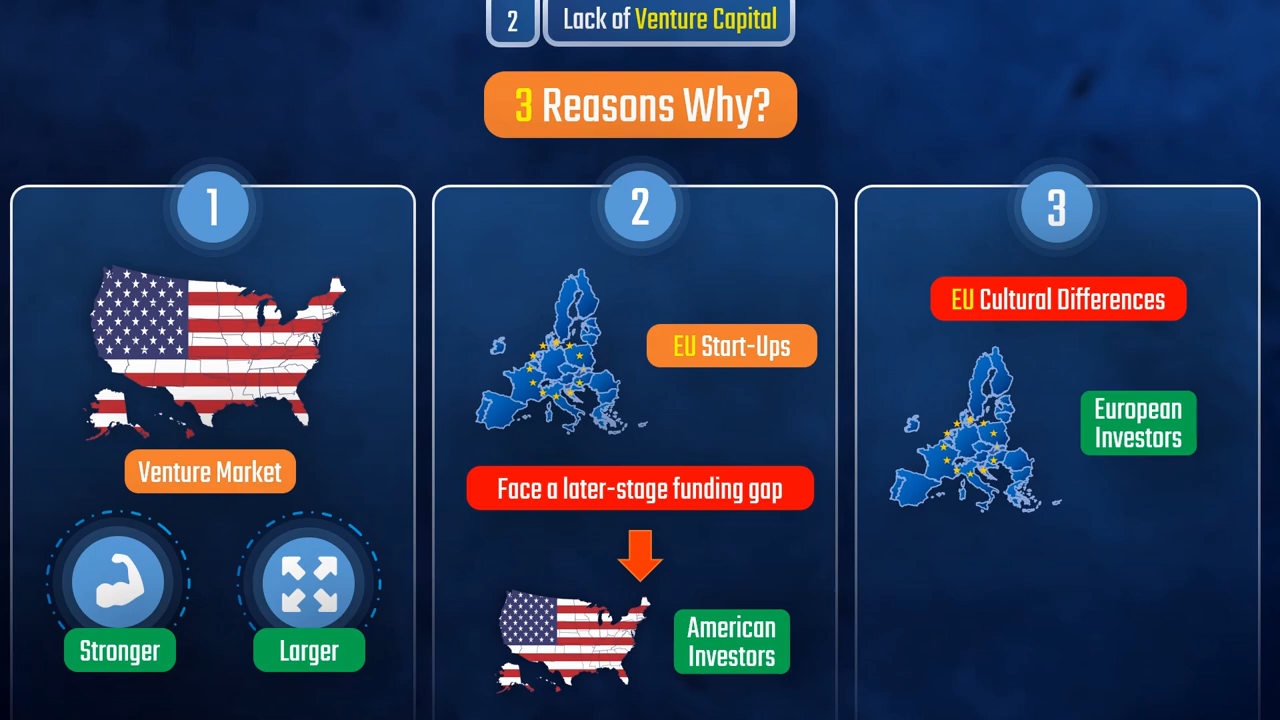 2
Lack of Venture Capital
3 Reasons Why?
1
Venture Market
Stronger
Larger
2
EU Start-Ups
Face a later-stage funding gap
American
Investors
3
EU Cultural Differences
European
Investors